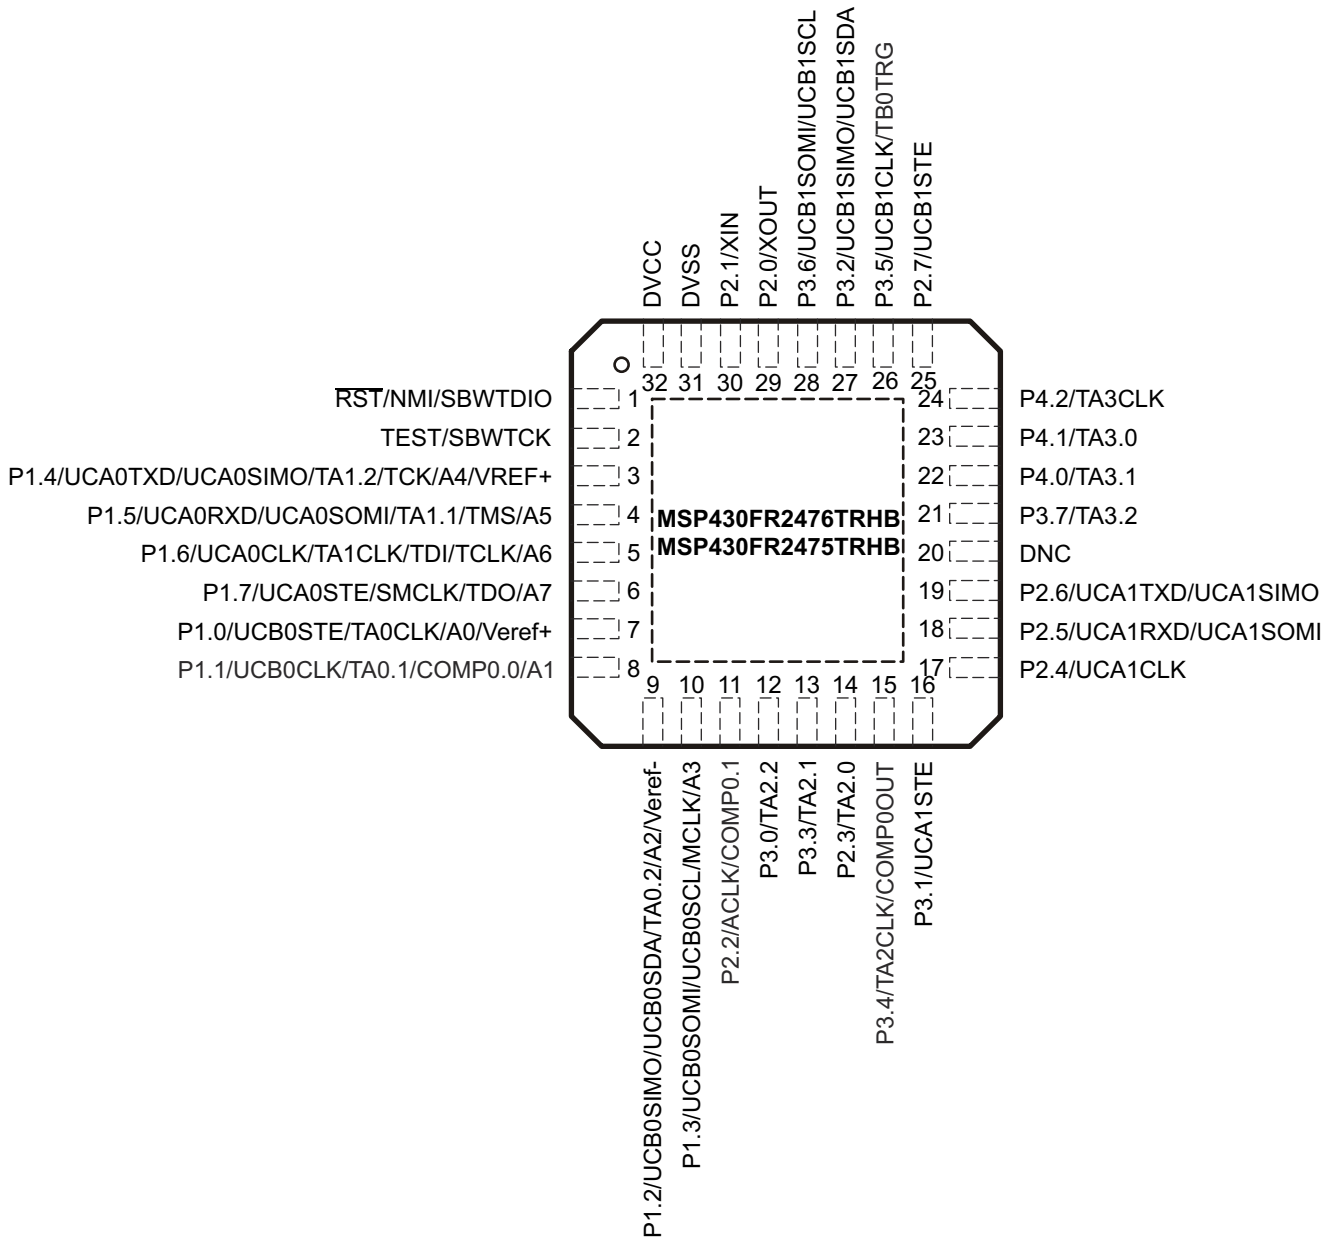 P3.6/UCB1SOMI/UCB1SCL
P3.2/UCB1SIMO/UCB1SDA
P3.5/UCB1CLK/TB0TRG
P2.7/UCB1STE
P2.0/XOUT
P2.1/XIN
DVSS
DVCC
32 31 30 29 28 27 26 25
RST/NMI/SBWTDIO 1
TEST/SBWTCK 2
P1.4/UCA0TXD/UCA0SIMO/TA1.2/TCK/A4/VREF+ 3
P1.5/UCA0RXD/UCA0SOMI/TA1.1/TMS/A5 4
P1.6/UCA0CLK/TA1CLK/TDI/TCLK/A6 5
P1.7/UCA0STE/SMCLK/TDO/A7 6
P1.0/UCB0STE/TA0CLK/A0/Veref+ 7
P1.1/UCB0CLK/TA0.1/COMP0.0/A1 8
MSP430FR2476TRHB
MSP430FR2475TRHB
24 P4.2/TA3CLK
23 P4.1/TA3.0
22 P4.0/TA3.1
21 P3.7/TA3.2
20 DNC
19 P2.6/UCA1TXD/UCA1SIMO
18 P2.5/UCA1RXD/UCA1SOMI
17 P2.4/UCA1CLK
9 10 11 12 13 14 15 16
P1.2/UCB0SIMO/UCB0SDA/TA0.2/A2/Veref-
P1.3/UCB0SOMI/UCB0SCL/MCLK/A3
P2.2/ACLK/COMP0.1
P3.0/TA2.2
P3.3/TA2.1
P2.3/TA2.0
P3.4/TA2CLK/COMP0OUT
P3.1/UCA1STE